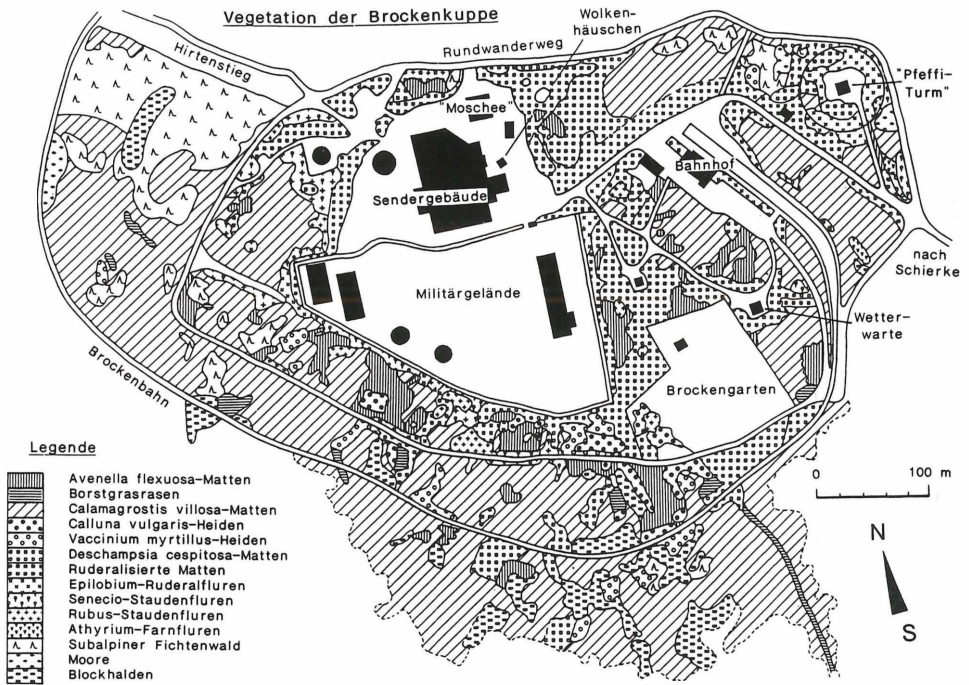 Vegetation der Brockenkuppe
Wolken-
häuschen
Hirtenstieg
Rundwanderweg
"Pfeffi-
Turm"
"Moschee"
Bahnhof
Sendergebäude
nach
Schierke
Militärgelände
Wetter-
warte
Brockengarten
Brockenbahn
Legende
Avenella flexuosa-Matten
Borstgrasrasen
Calamagrostis villosa-Matten
Calluna vulgaris-Heiden
Vaccinium myrtillus-Heiden
Deschampsia cespitosa-Matten
Ruderalisierte Matten
Epilobium-Ruderalfluren
Senecio-Staudenfluren
Rubus-Staudenfluren
Athyrium-Farnfluren
Subalpiner Fichtenwald
Moore
Blockhalden
0 100 m
N
S